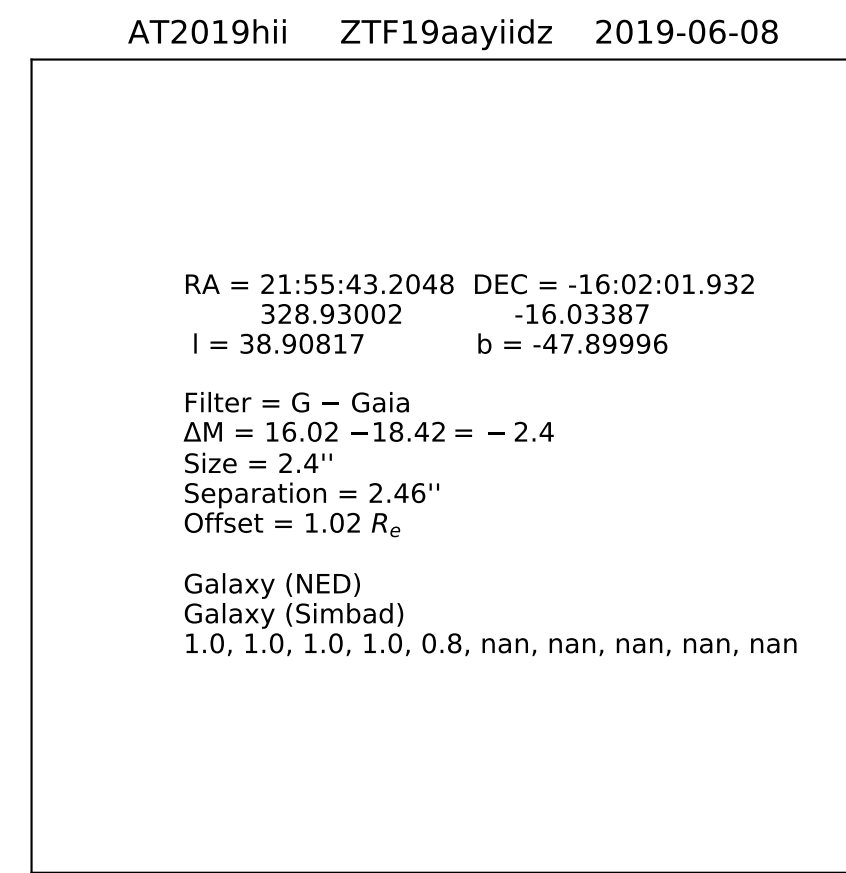 AT2019hii ZTF19aayiidz 2019-06-08
RA = 21:55:43.2048 DEC = -16:02:01.932
328.93002 -16.03387
l = 38.90817 b = -47.89996
Filter = G − Gaia
ΔM = 16.02 −18.42 = − 2.4
Size = 2.4''
Separation = 2.46''
Offset = 1.02 Re
Galaxy (NED)
Galaxy (Simbad)
1.0, 1.0, 1.0, 1.0, 0.8, nan, nan, nan, nan, nan